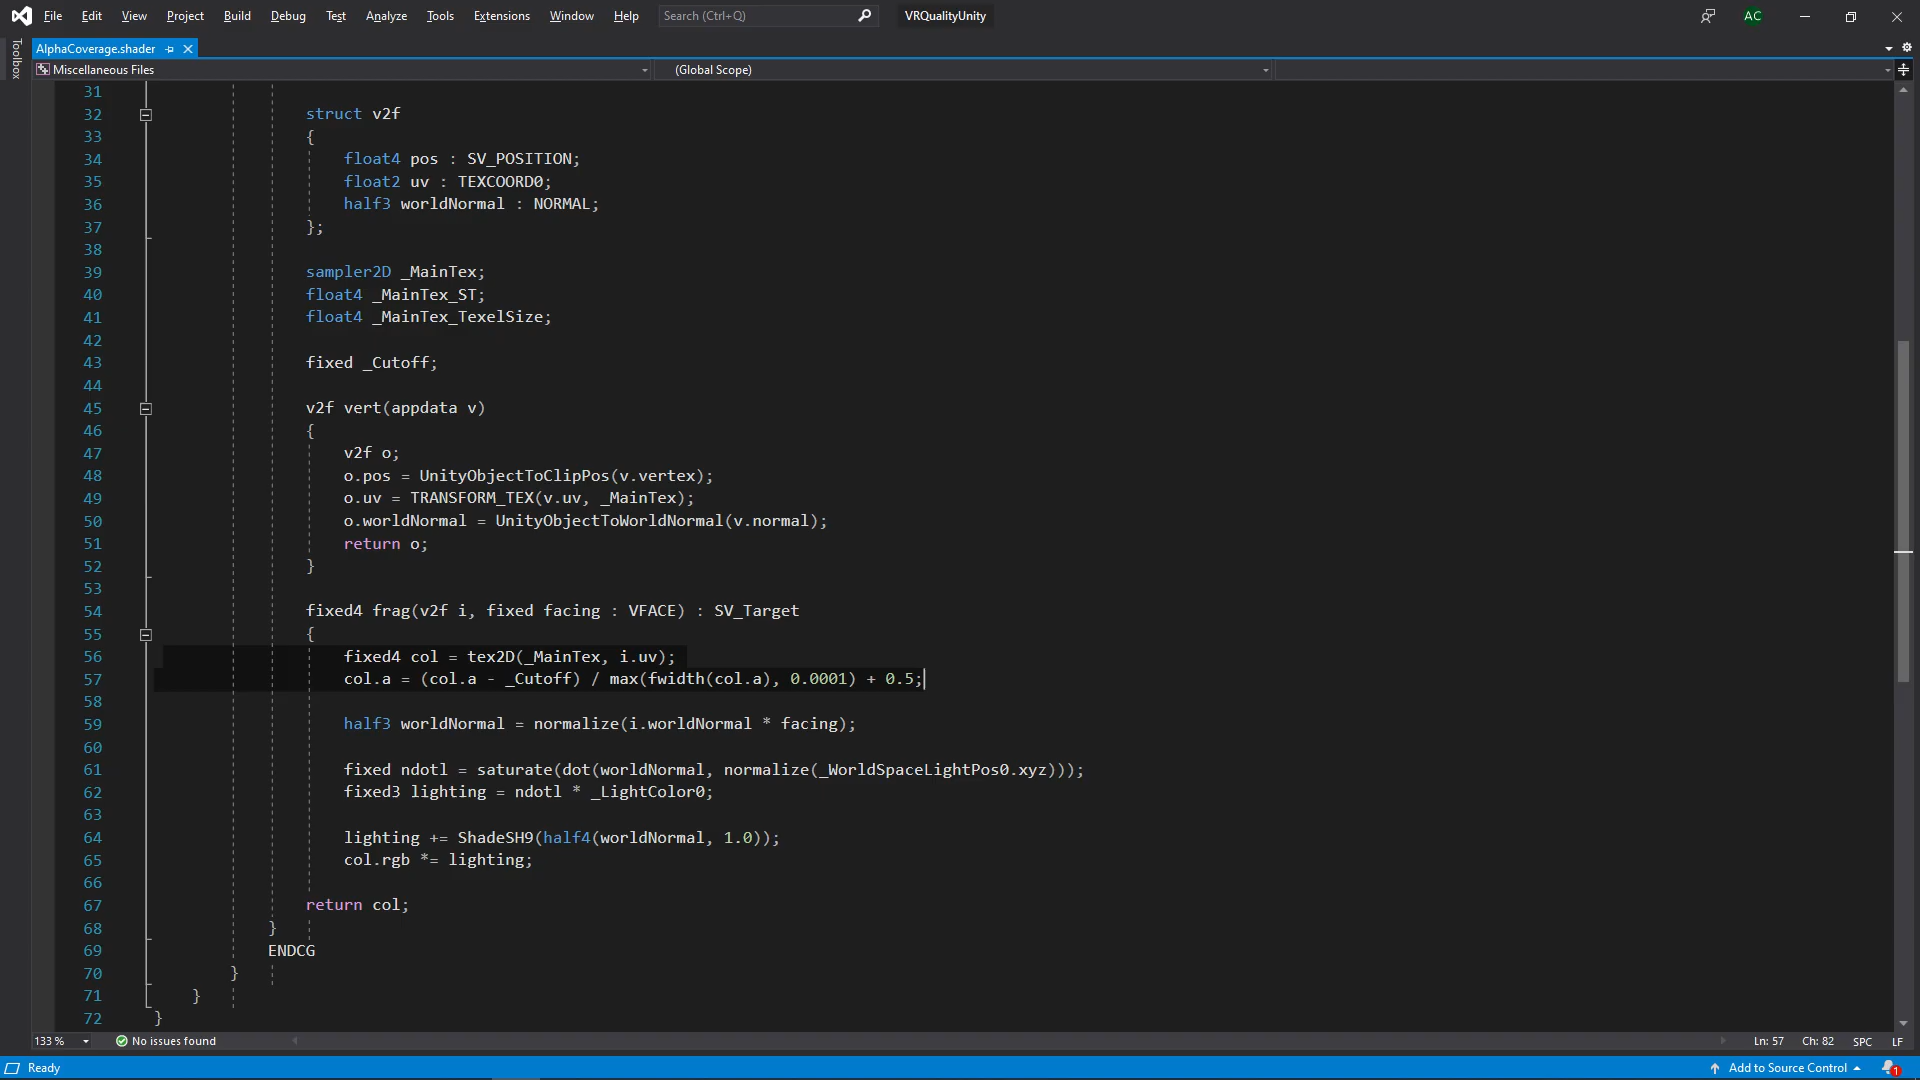 File Edit View Project Build Debug Test Analyze Tools Extensions Window Help Search (Ctrl+Q) VRQualityUnity AC
Toolbox
AlphaCoverage.shader
Miscellaneous Files (Global Scope)
31
32 struct v2f
33 {
34 float4 pos : SV_POSITION;
35 float2 uv : TEXCOORD0;
36 half3 worldNormal : NORMAL;
37 };
38
39 sampler2D _MainTex;
40 float4 _MainTex_ST;
41 float4 _MainTex_TexelSize;
42
43 fixed _Cutoff;
44
45 v2f vert(appdata v)
46 {
47 v2f o;
48 o.pos = UnityObjectToClipPos(v.vertex);
49 o.uv = TRANSFORM_TEX(v.uv, _MainTex);
50 o.worldNormal = UnityObjectToWorldNormal(v.normal);
51 return o;
52 }
53
54 fixed4 frag(v2f i, fixed facing : VFACE) : SV_Target
55 {
56 fixed4 col = tex2D(_MainTex, i.uv);
57 col.a = (col.a - _Cutoff) / max(fwidth(col.a), 0.0001) + 0.5;
58
59 half3 worldNormal = normalize(i.worldNormal * facing);
60
61 fixed ndotl = saturate(dot(worldNormal, normalize(_WorldSpaceLightPos0.xyz)));
62 fixed3 lighting = ndotl * _LightColor0;
63
64 lighting += ShadeSH9(half4(worldNormal, 1.0));
65 col.rgb *= lighting;
66
67 return col;
68 }
69 ENDCG
70 }
71 }
72 }
133 % No issues found Ln: 57 Ch: 82 SPC LF
Ready Add to Source Control 1